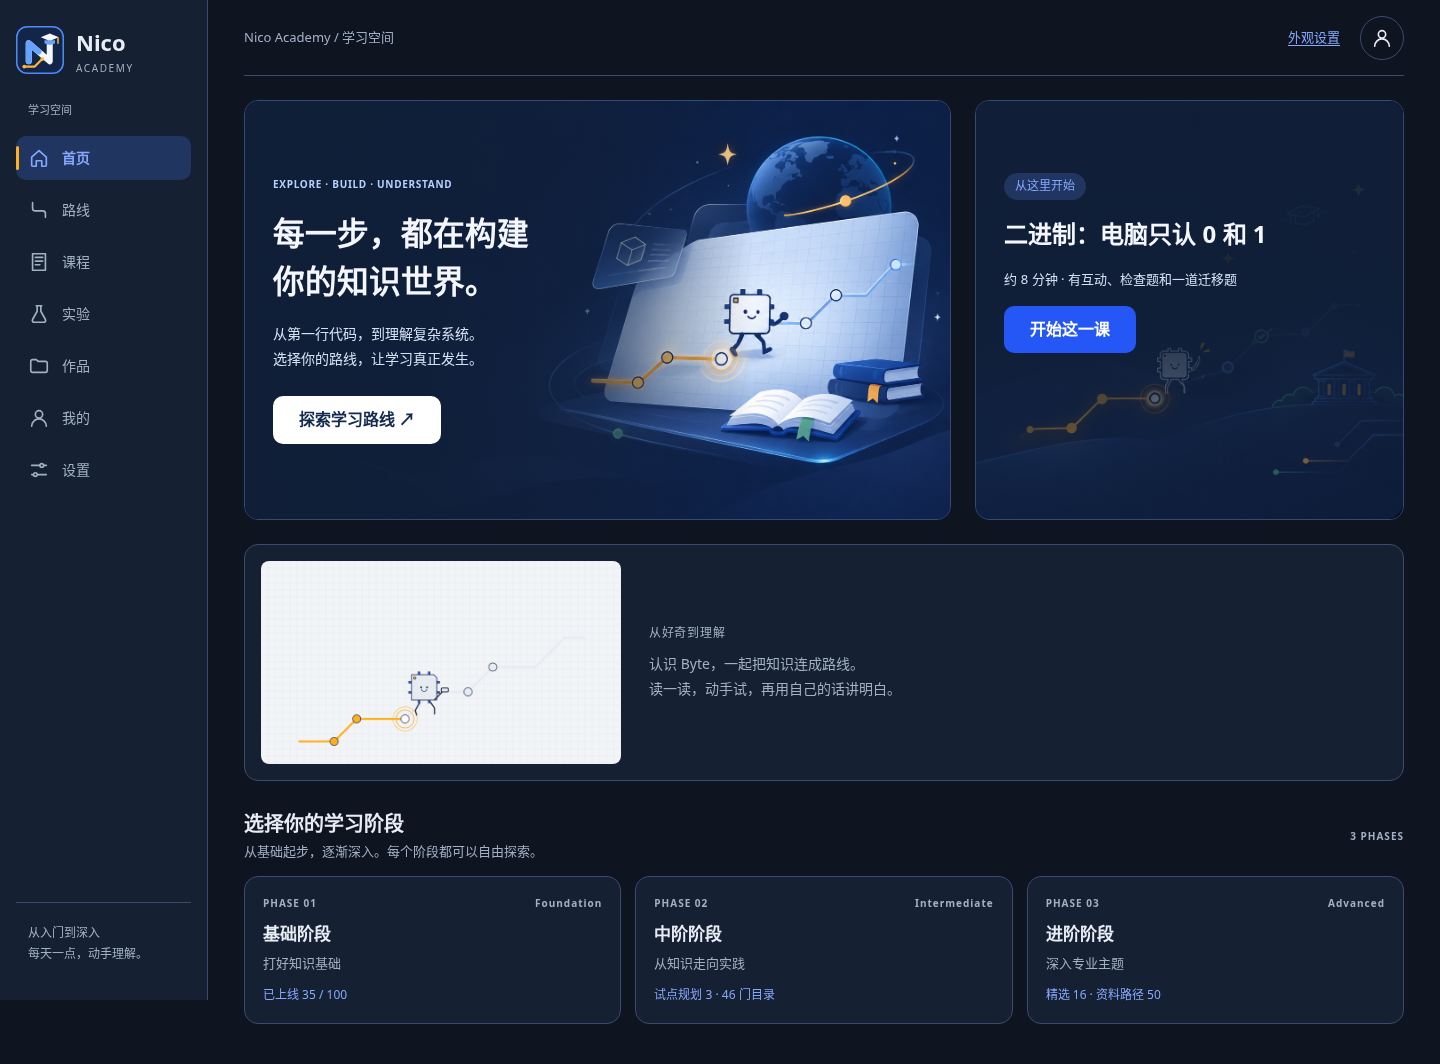 Nico
ACADEMY
学习空间
首页
路线
课程
实验
作品
我的
设置
从入门到深入
每天一点，动手理解。
Nico Academy / 学习空间
外观设置
EXPLORE · BUILD · UNDERSTAND
每一步，都在构建
你的知识世界。
从第一行代码，到理解复杂系统。
选择你的路线，让学习真正发生。
探索学习路线 ↗
从这里开始
二进制：电脑只认 0 和 1
约 8 分钟 · 有互动、检查题和一道迁移题
开始这一课
从好奇到理解
认识 Byte，一起把知识连成路线。
读一读，动手试，再用自己的话讲明白。
选择你的学习阶段
从基础起步，逐渐深入。每个阶段都可以自由探索。
3 PHASES
PHASE 01
Foundation
基础阶段
打好知识基础
已上线 35 / 100
PHASE 02
Intermediate
中阶阶段
从知识走向实践
试点规划 3 · 46 门目录
PHASE 03
Advanced
进阶阶段
深入专业主题
精选 16 · 资料路径 50